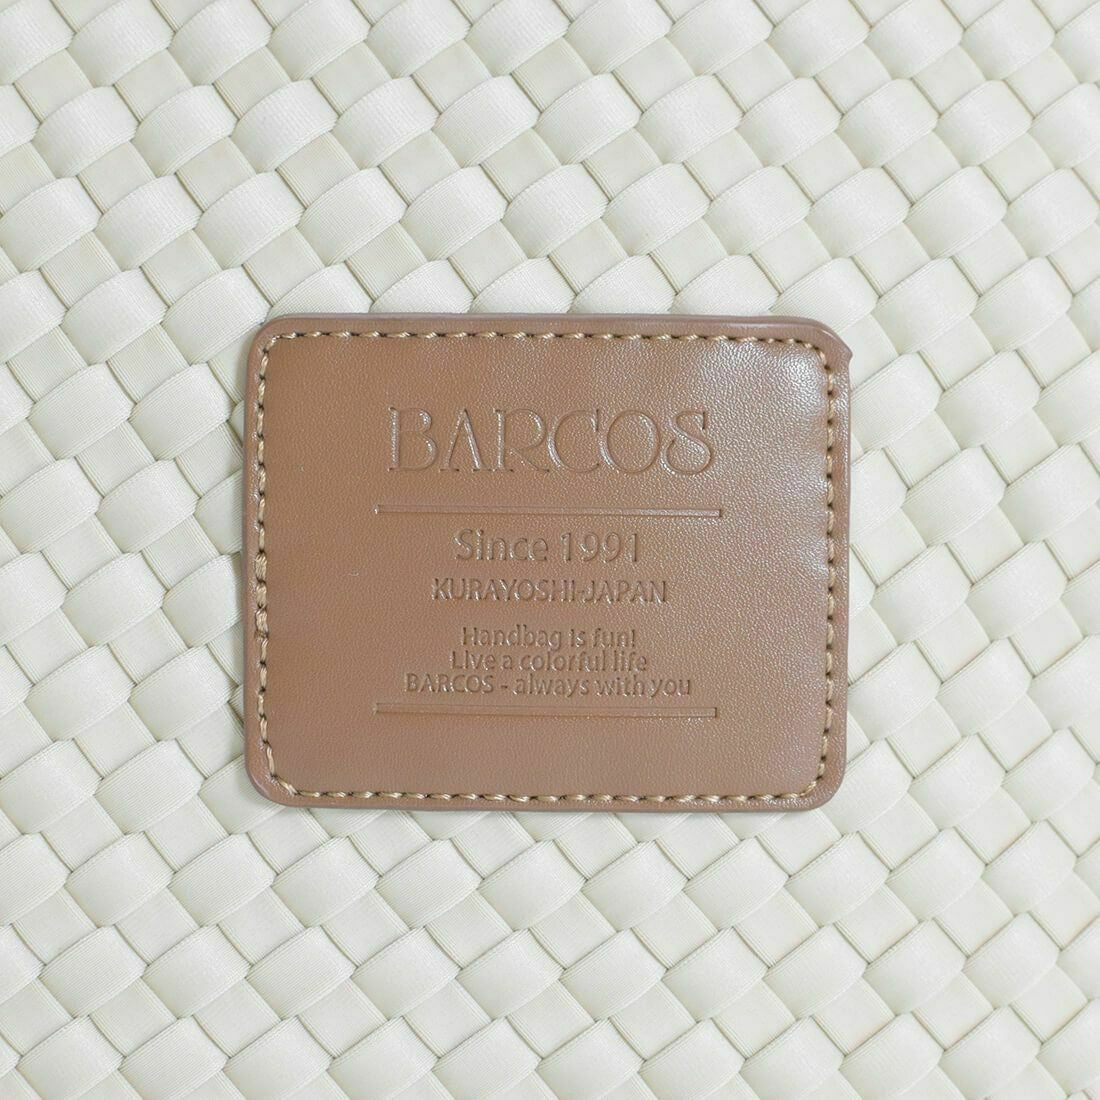 BARCOS
Since 1991
KURAYOSHI-JAPAN
Handbag is fun!
Live a colorful life
BARCOS - always with you